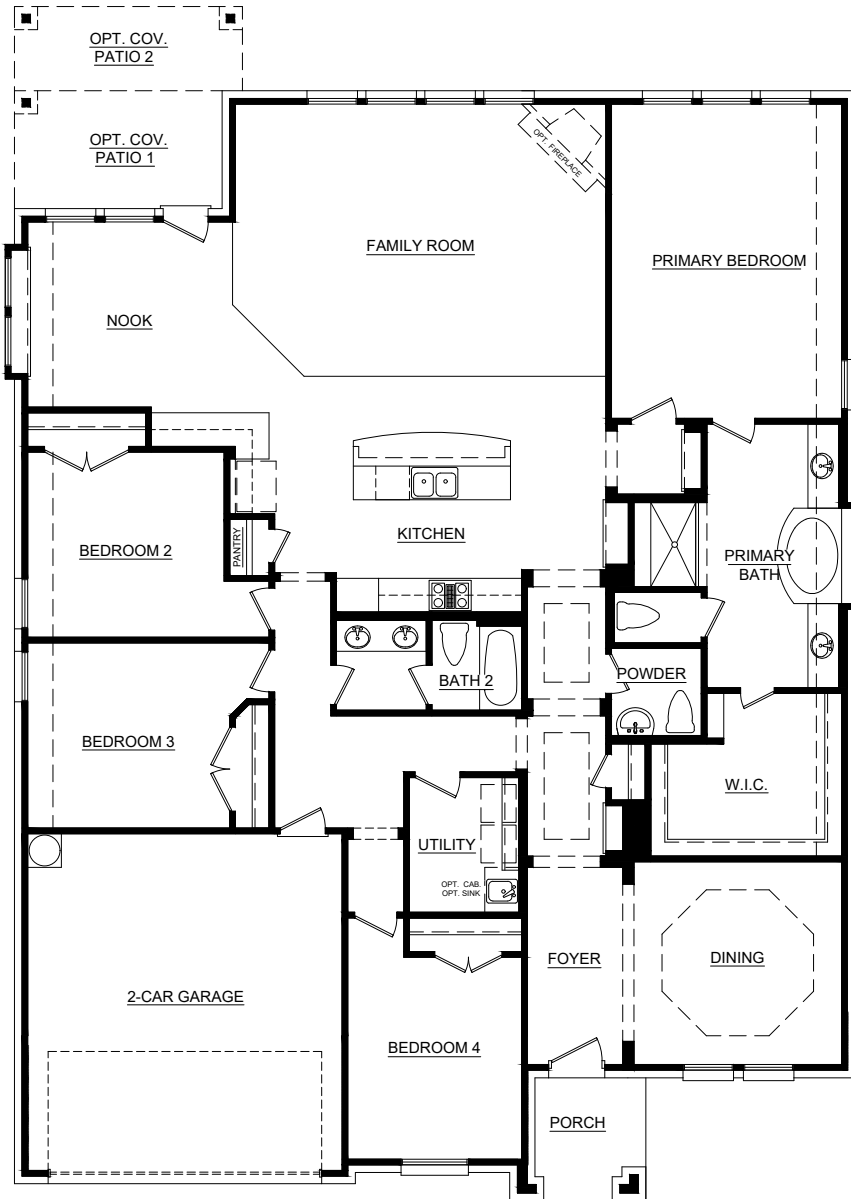 OPT. COV.
PATIO 2
OPT. COV.
PATIO 1
OPT. FIREPLACE
FAMILY ROOM
PRIMARY BEDROOM
NOOK
KITCHEN
BEDROOM 2
PANTRY
PRIMARY
BATH
BATH 2
POWDER
BEDROOM 3
W.I.C.
UTILITY
OPT. CAB.
OPT. SINK
FOYER
DINING
2-CAR GARAGE
BEDROOM 4
PORCH